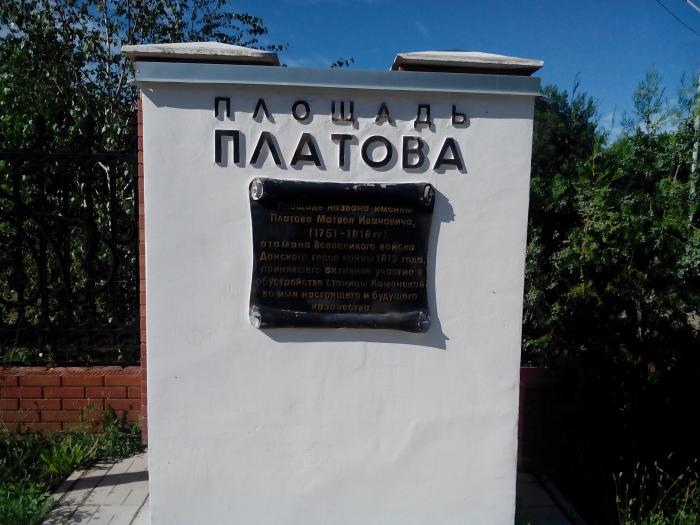 ПЛОЩАДЬ
ПЛАТОВА
Площадь названа именем
Платова Матвея Ивановича,
(1751-1818 гг)
атамана Всевеликого войска
Донского, героя войны 1812 года,
принявшего активное участие в
обустройстве станицы Каменской
во имя настоящего и будущего
казачества